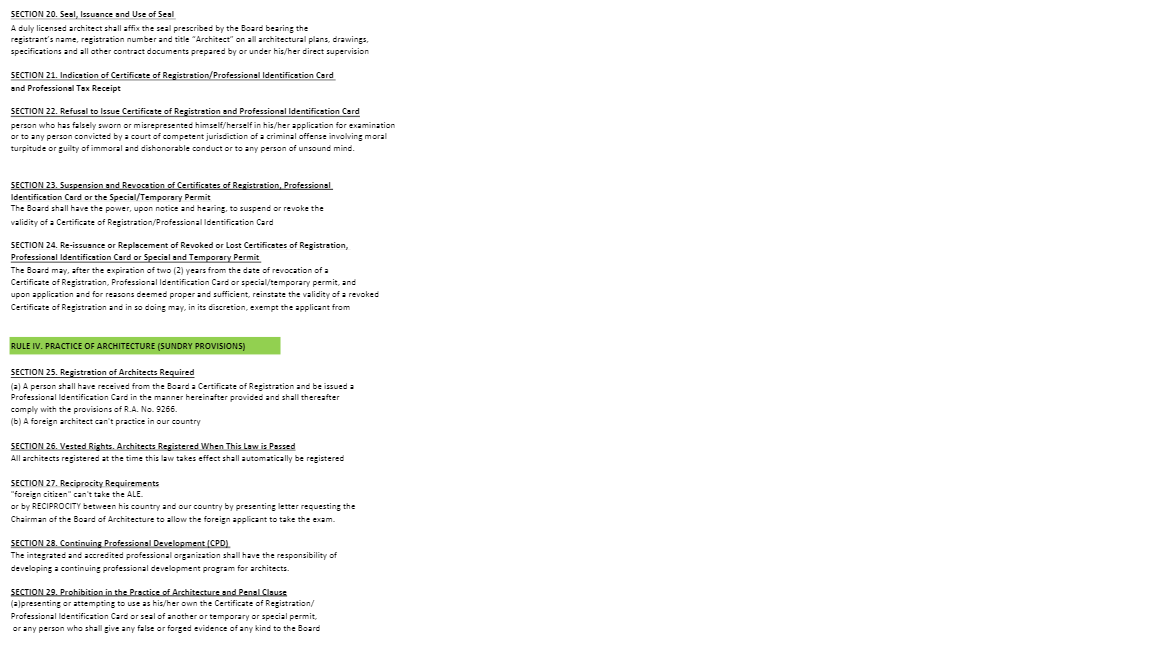 SECTION 20. Seal, Issuance and Use of Seal
A duly licensed architect shall affix the seal prescribed by the Board bearing the
registrant's name, registration number and title "Architect" on all architectural plans, drawings,
specifications and all other contract documents prepared by or under his/her direct supervision
SECTION 21. Indication of Certificate of Registration/Professional Identification Card
and Professional Tax Receipt
SECTION 22. Refusal to Issue Certificate of Registration and Professional Identification Card
person who has falsely sworn or misrepresented himself/herself in his/her application for examination
or to any person convicted by a court of competent jurisdiction of a criminal offense involving moral
turpitude or guilty of immoral and dishonorable conduct or to any person of unsound mind.
SECTION 23. Suspension and Revocation of Certificates of Registration, Professional
Identification Card or the Special/Temporary Permit
The Board shall have the power, upon notice and hearing, to suspend or revoke the
validity of a Certificate of Registration/Professional Identification Card
SECTION 24. Re-issuance or Replacement of Revoked or Lost Certificates of Registration,
Professional Identification Card or Special and Temporary Permit
The Board may, after the expiration of two (2) years from the date of revocation of a
Certificate of Registration, Professional Identification Card or special/temporary permit, and
upon application and for reasons deemed proper and sufficient, reinstate the validity of a revoked
Certificate of Registration and in so doing may, in its discretion, exempt the applicant from
RULE IV. PRACTICE OF ARCHITECTURE (SUNDRY PROVISIONS)
SECTION 25. Registration of Architects Required
(a) A person shall have received from the Board a Certificate of Registration and be issued a
Professional Identification Card in the manner hereinafter provided and shall thereafter
comply with the provisions of R.A. No. 9266.
(b) A foreign architect can't practice in our country
SECTION 26. Vested Rights. Architects Registered When This Law is Passed
All architects registered at the time this law takes effect shall automatically be registered
SECTION 27. Reciprocity Requirements
"foreign citizen" can't take the ALE.
or by RECIPROCITY between his country and our country by presenting letter requesting the
Chairman of the Board of Architecture to allow the foreign applicant to take the exam.
SECTION 28. Continuing Professional Development (CPD)
The integrated and accredited professional organization shall have the responsibility of
developing a continuing professional development program for architects.
SECTION 29. Prohibition in the Practice of Architecture and Penal Clause
(a)presenting or attempting to use as his/her own the Certificate of Registration/
Professional Identification Card or seal of another or temporary or special permit,
or any person who shall give any false or forged evidence of any kind to the Board